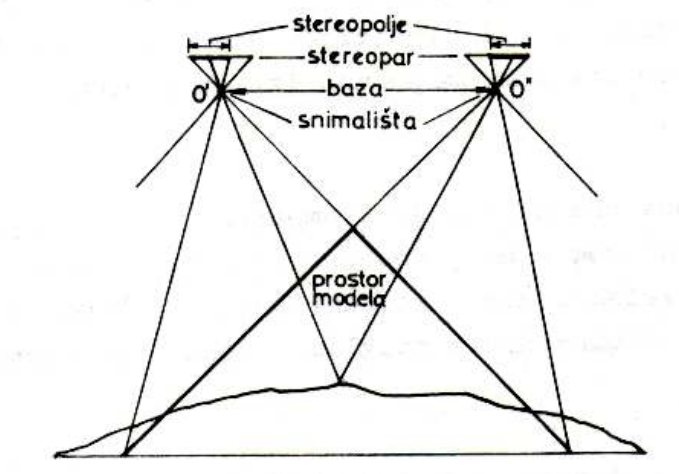 stereopolje
stereopar
O' baza O"
snimališta
prostor
modela